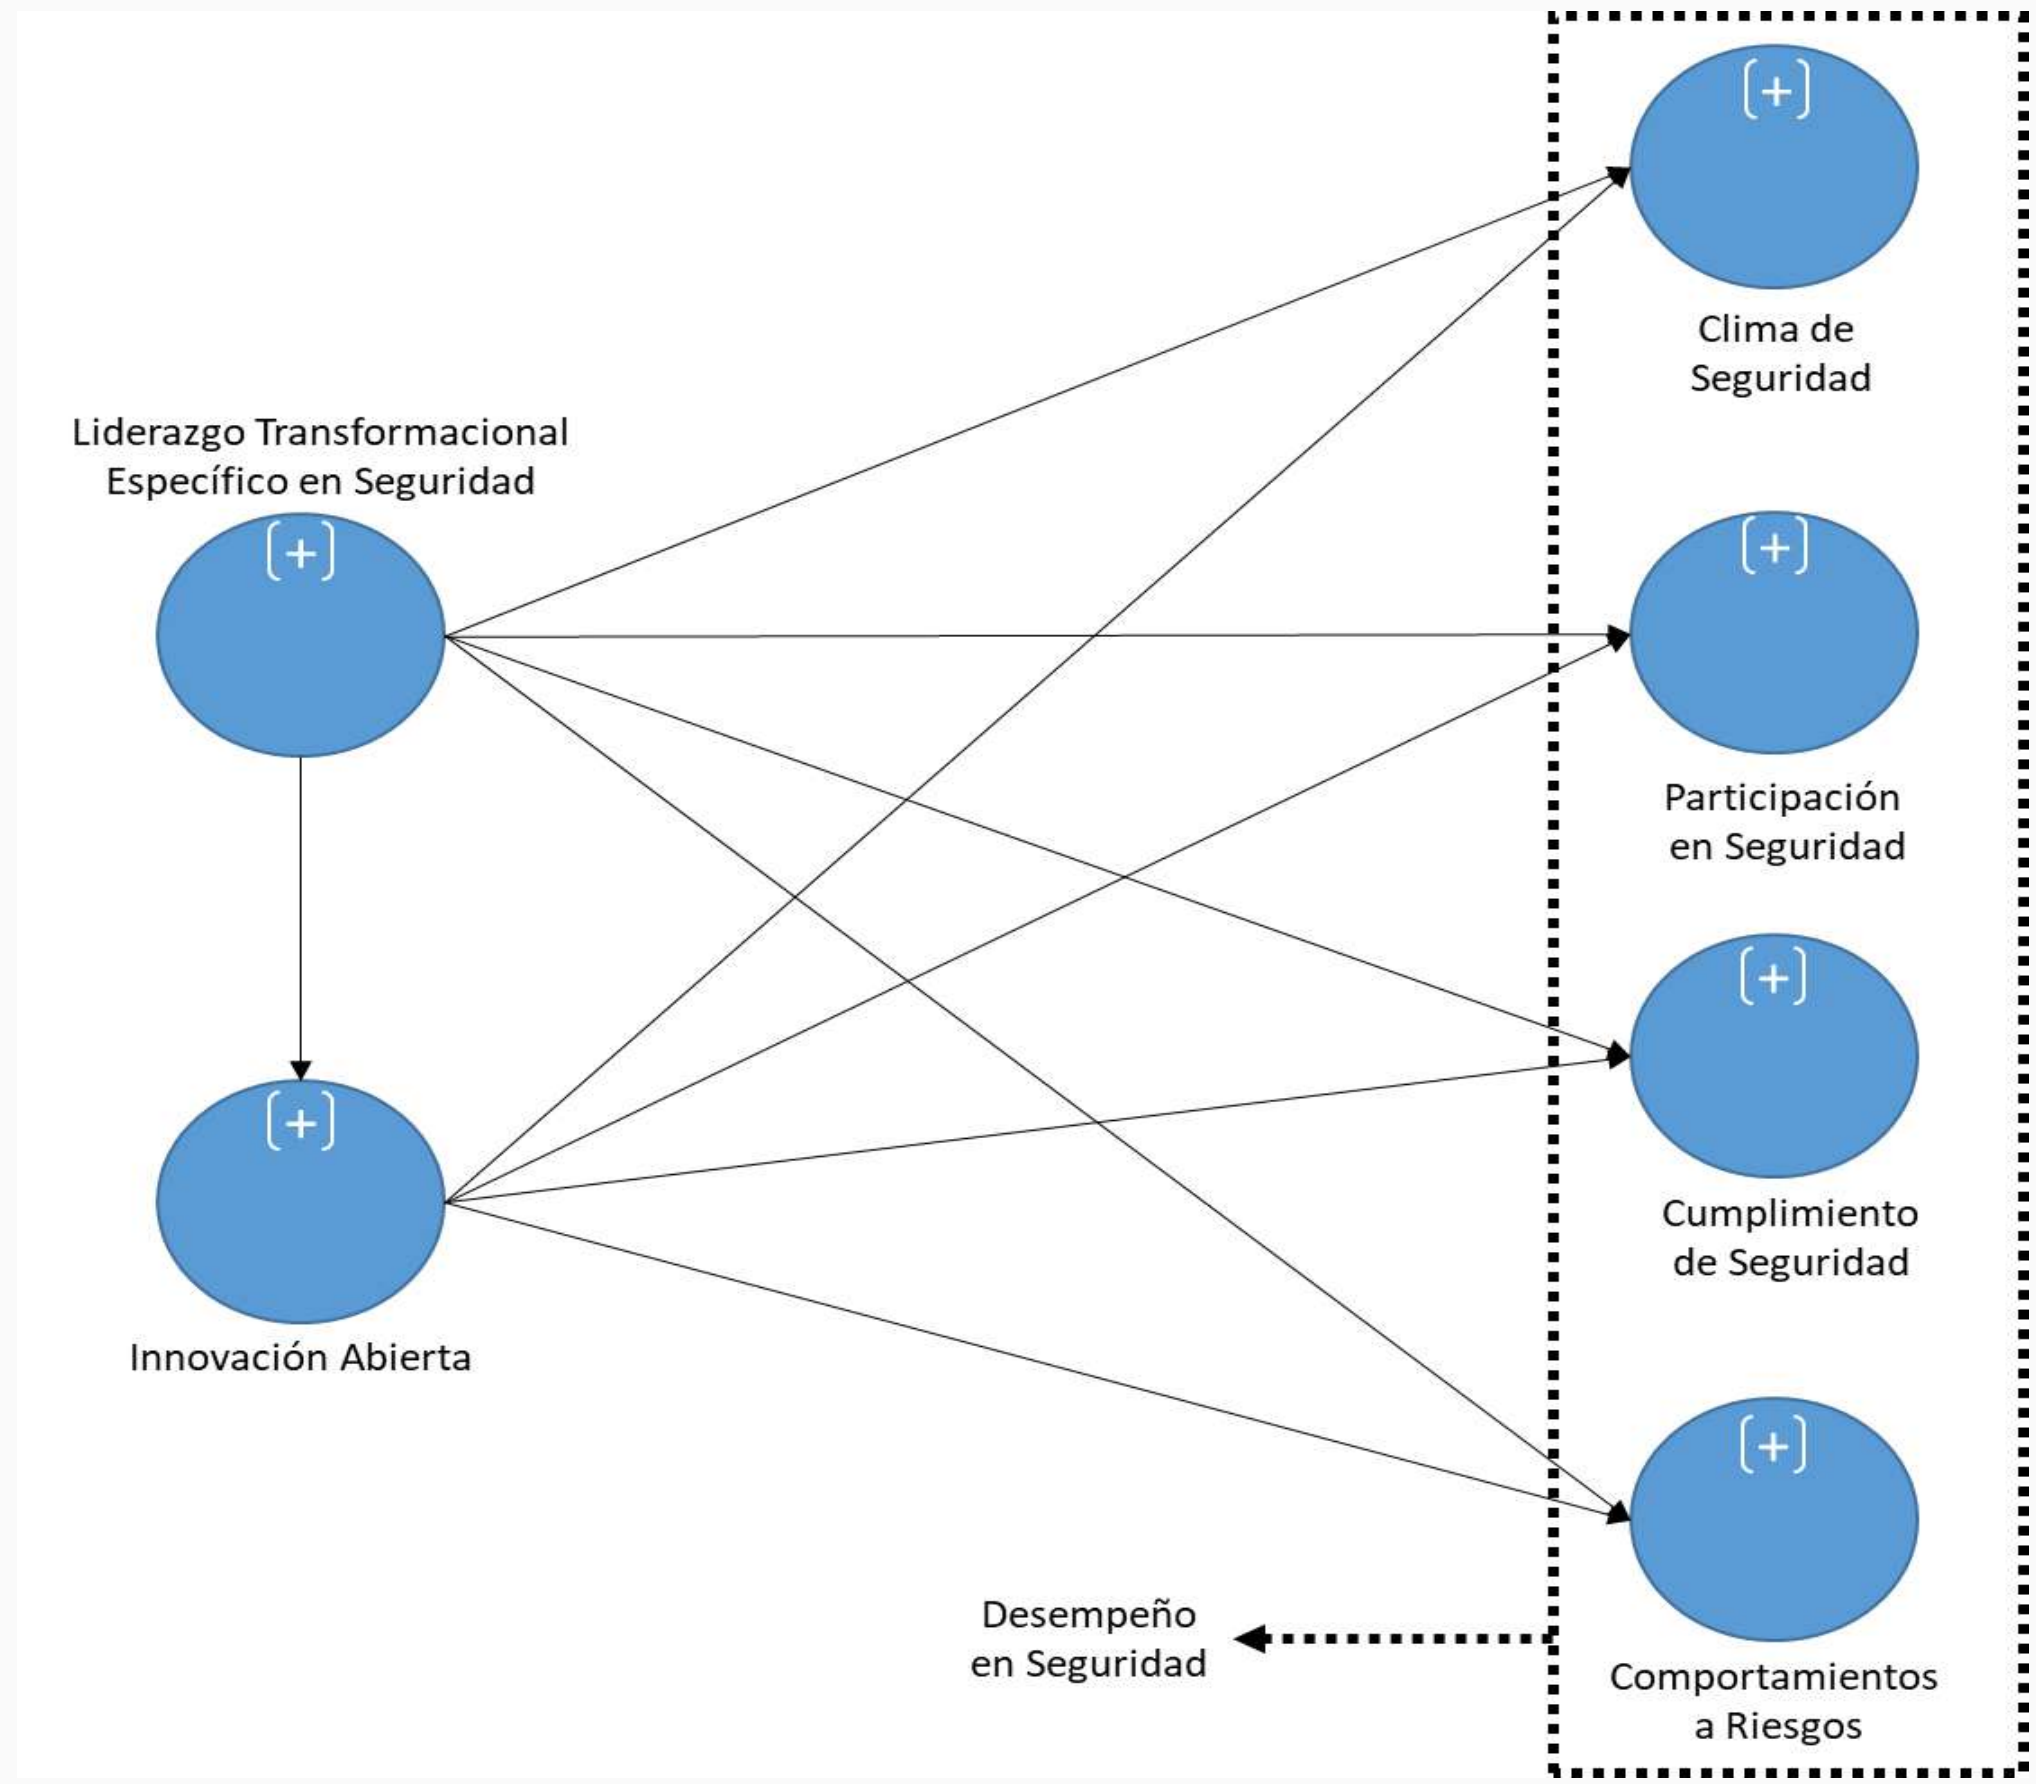 [+]
Clima de
Seguridad
Liderazgo Transformacional
Específico en Seguridad
[+]
[+]
Participación
en Seguridad
[+]
Cumplimiento
de Seguridad
[+]
Innovación Abierta
[+]
Comportamientos
a Riesgos
Desempeño
en Seguridad